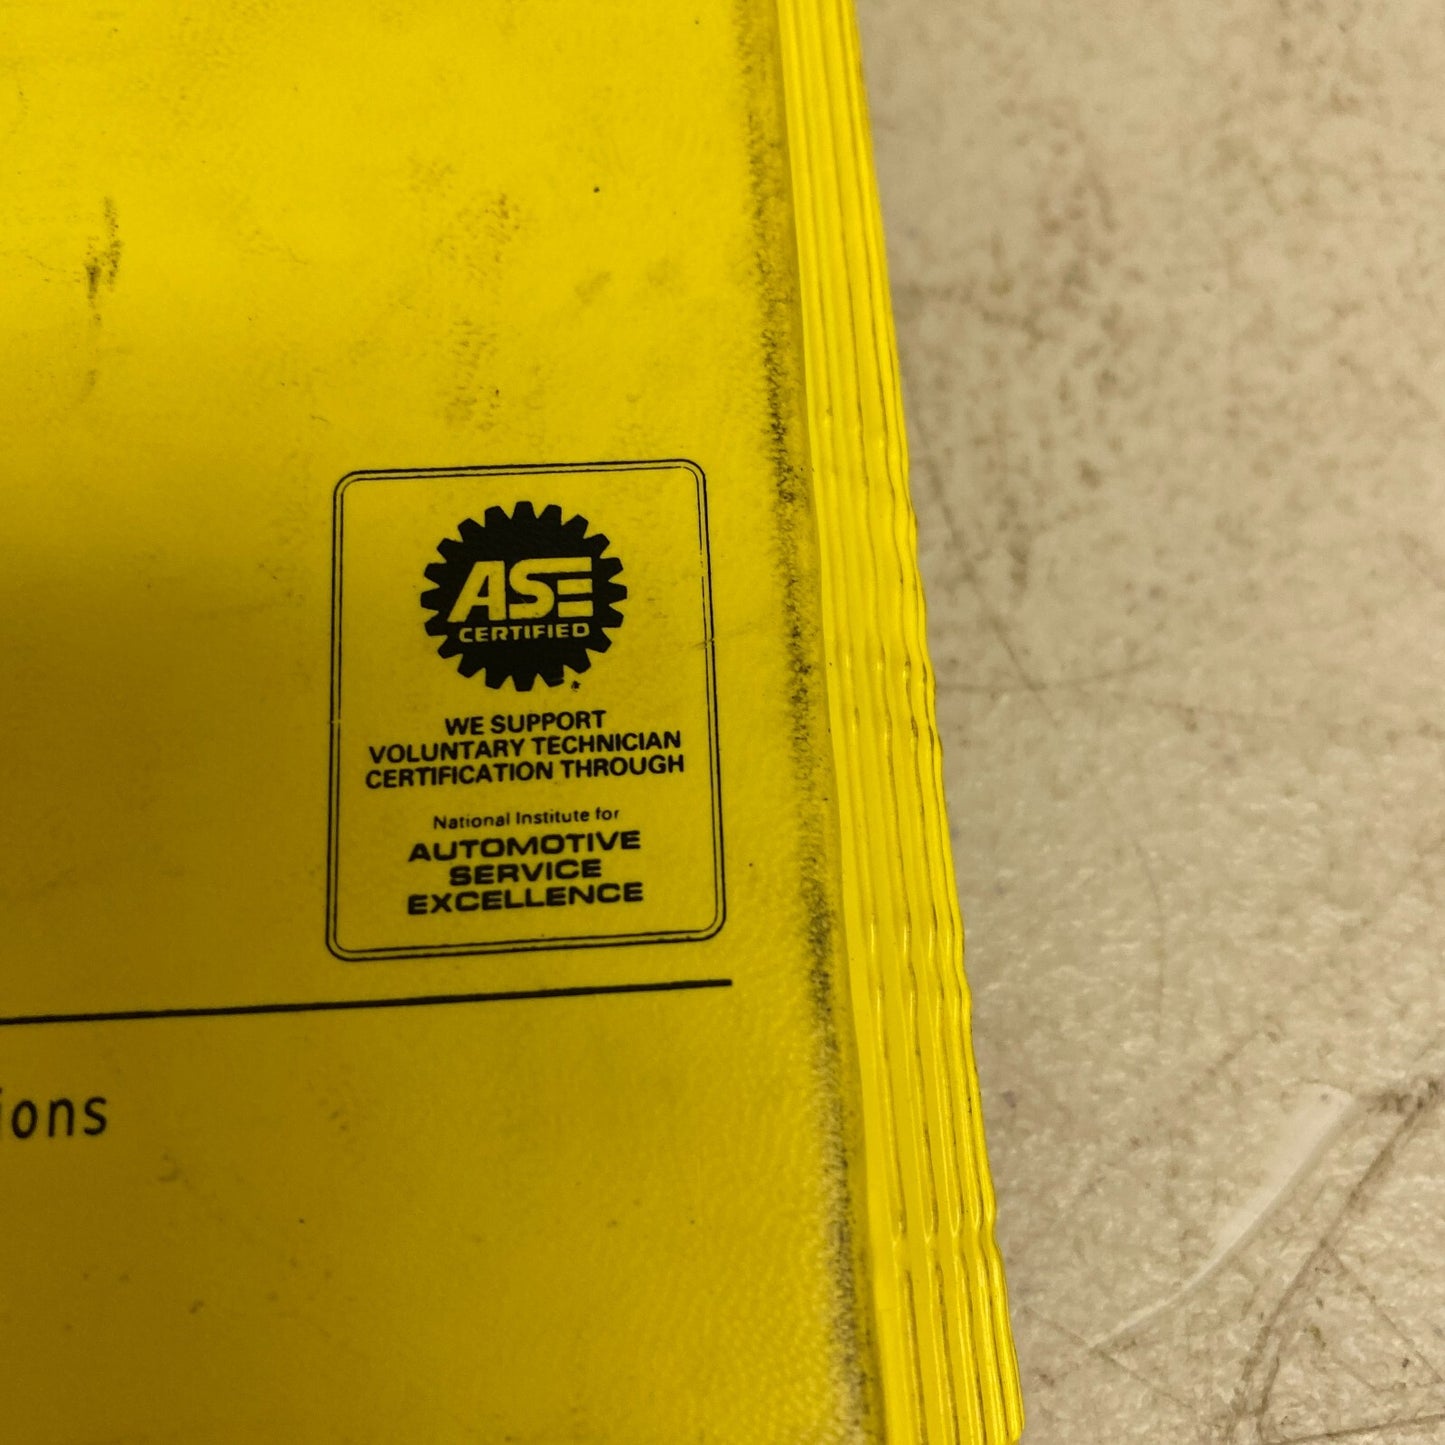 ASE
CERTIFIED
WE SUPPORT
VOLUNTARY TECHNICIAN
CERTIFICATION THROUGH
National Institute for
AUTOMOTIVE
SERVICE
EXCELLENCE
ions